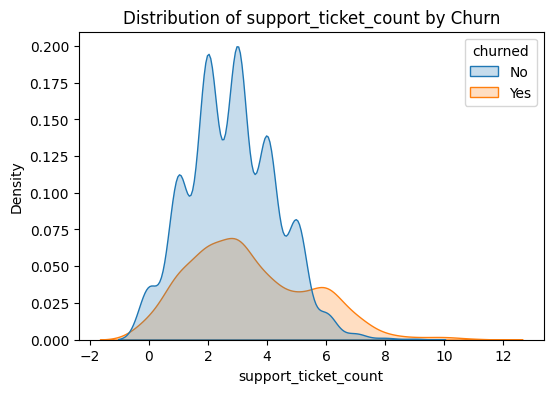 Distribution of support_ticket_count by Churn
churned
No
Yes
Density
0.200
0.175
0.150
0.125
0.100
0.075
0.050
0.025
0.000
−2
0
2
4
6
8
10
12
support_ticket_count